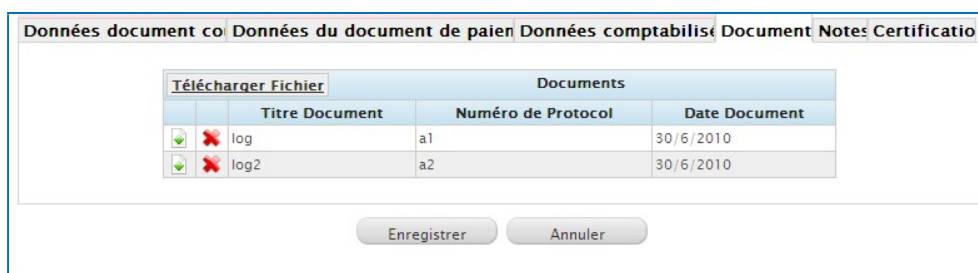 Données document co Données du document de paien Données comptabilisé Document Notes Certificatio
Télécharger Fichier Documents
Titre Document Numéro de Protocol Date Document
log a1 30/6/2010
log2 a2 30/6/2010
Enregistrer Annuler